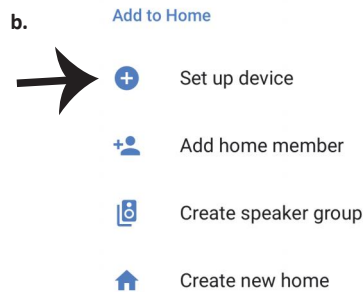 b.
Add to Home
Set up device
Add home member
Create speaker group
Create new home